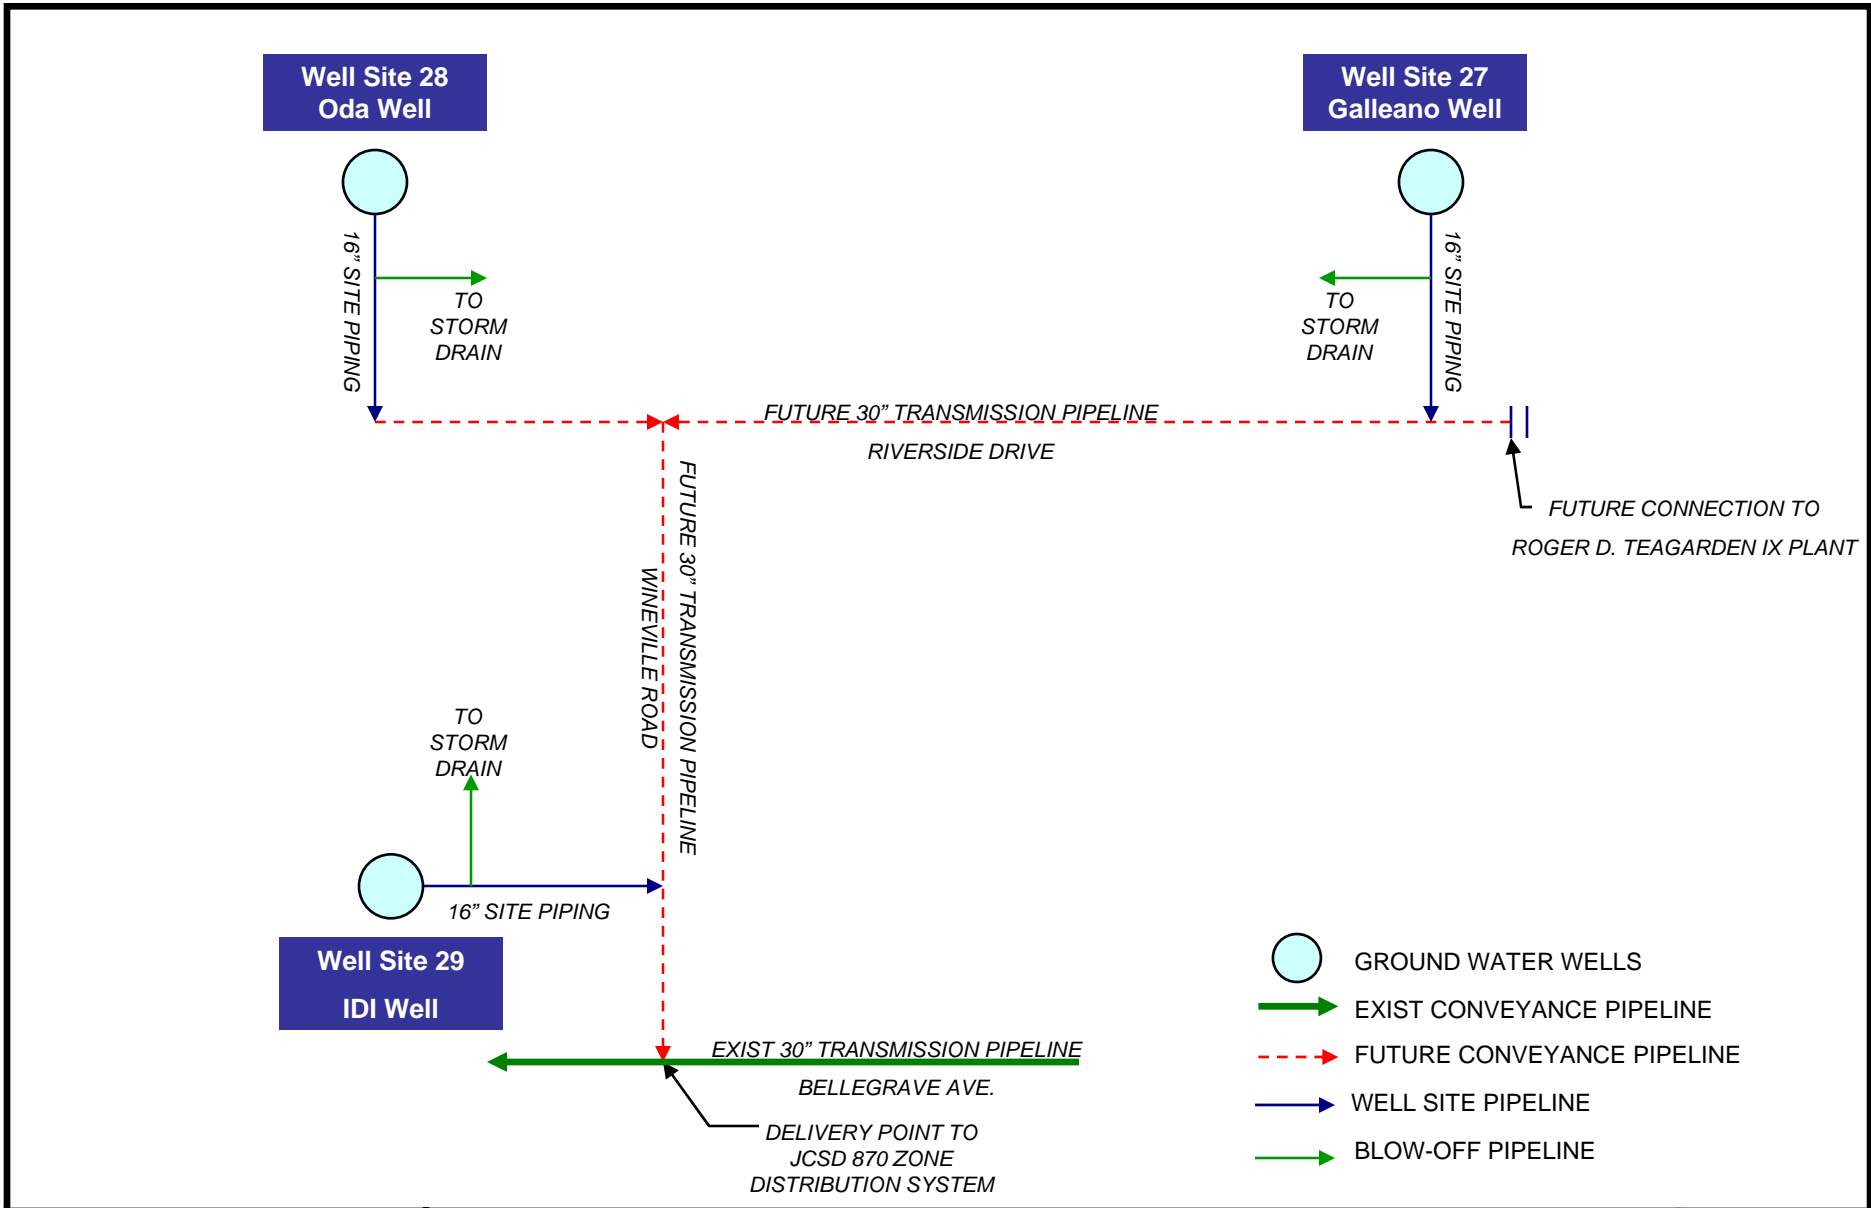 Well Site 28
Oda Well
Well Site 27
Galleano Well
16” SITE PIPING
TO
STORM
DRAIN
TO
STORM
DRAIN
16” SITE PIPING
FUTURE 30” TRANSMISSION PIPELINE
RIVERSIDE DRIVE
FUTURE CONNECTION TO
ROGER D. TEAGARDEN IX PLANT
FUTURE 30” TRANSMISSION PIPELINE
WINEVILLE ROAD
TO
STORM
DRAIN
16” SITE PIPING
Well Site 29
IDI Well
EXIST 30” TRANSMISSION PIPELINE
BELLEGRAVE AVE.
DELIVERY POINT TO
JCSD 870 ZONE
DISTRIBUTION SYSTEM
GROUND WATER WELLS
EXIST CONVEYANCE PIPELINE
FUTURE CONVEYANCE PIPELINE
WELL SITE PIPELINE
BLOW-OFF PIPELINE